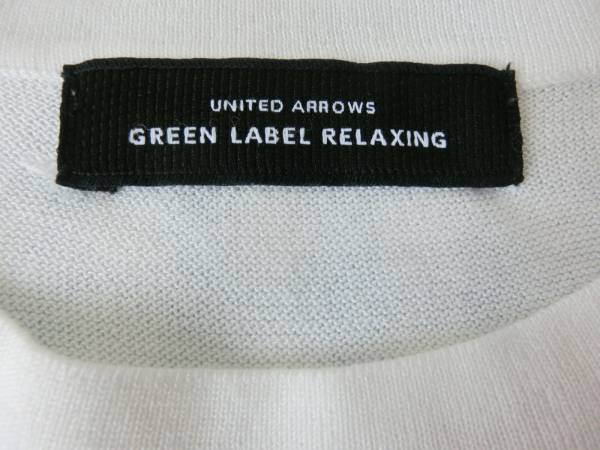 UNITED ARROWS
GREEN LABEL RELAXING